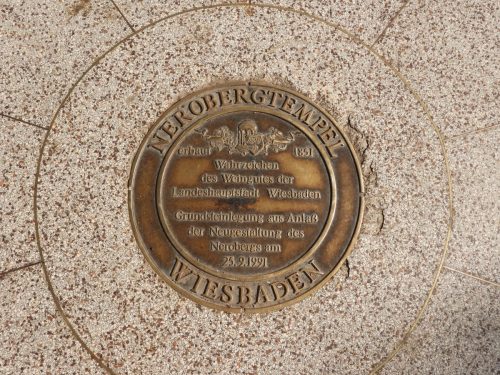 NEROBERGTEMPEL
erbaut 1851
Wahrzeichen
des Weingutes der
Landeshauptstadt Wiesbaden
Grundsteinlegung aus Anlaß
der Neugestaltung des
Nerobergs am
23.9.1991
WIESBADEN